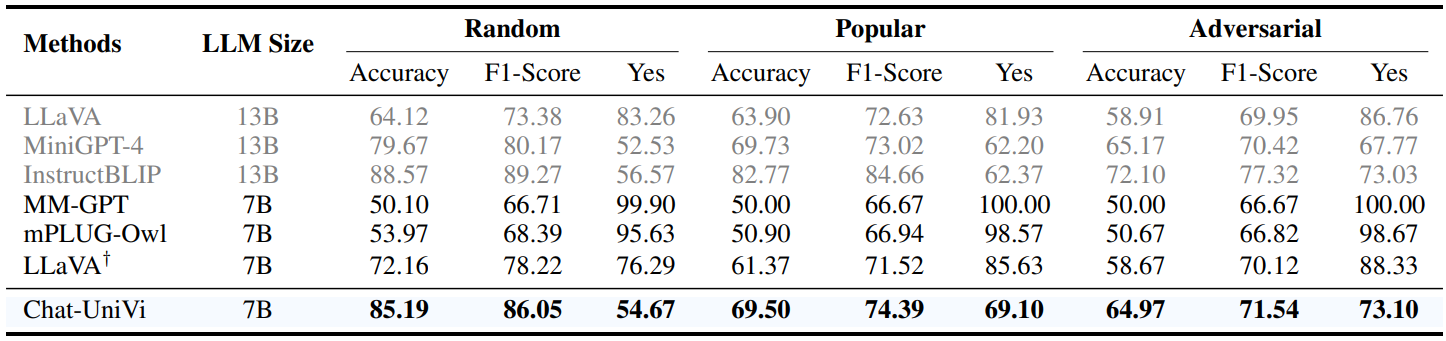 Methods LLM Size Random Popular Adversarial
Accuracy F1-Score Yes Accuracy F1-Score Yes Accuracy F1-Score Yes
LLaVA 13B 64.12 73.38 83.26 63.90 72.63 81.93 58.91 69.95 86.76
MiniGPT-4 13B 79.67 80.17 52.53 69.73 73.02 62.20 65.17 70.42 67.77
InstructBLIP 13B 88.57 89.27 56.57 82.77 84.66 62.37 72.10 77.32 73.03
MM-GPT 7B 50.10 66.71 99.90 50.00 66.67 100.00 50.00 66.67 100.00
mPLUG-Owl 7B 53.97 68.39 95.63 50.90 66.94 98.57 50.67 66.82 98.67
LLaVA† 7B 72.16 78.22 76.29 61.37 71.52 85.63 58.67 70.12 88.33
Chat-UniVi 7B 85.19 86.05 54.67 69.50 74.39 69.10 64.97 71.54 73.10